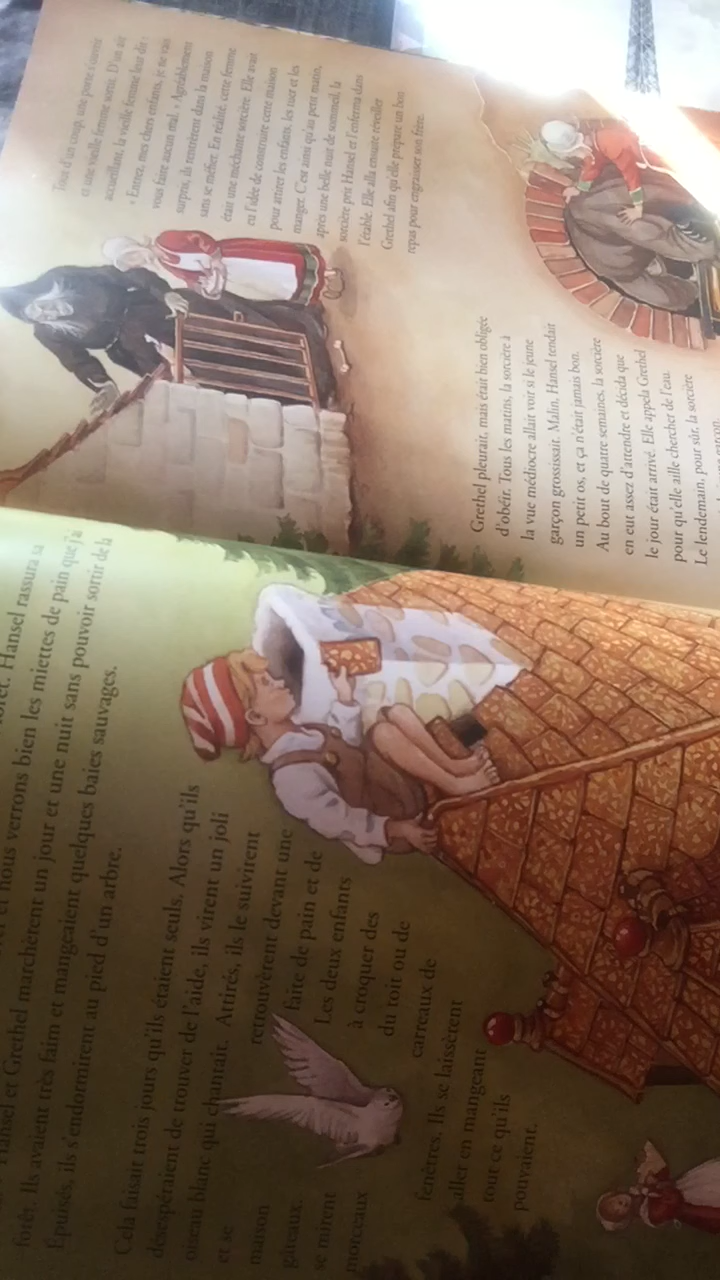 et nous verrons bien les miettes de pain que j'ai
forêt. Hansel rassura sa
Hansel et Grethel marchèrent un jour et une nuit sans pouvoir sortir de la
forêt. Ils avaient très faim et mangeaient quelques baies sauvages.
Epuisés, ils s'endormirent au pied d'un arbre.
Cela faisait trois jours qu'ils étaient seuls. Alors qu'ils
désespéraient de trouver de l'aide, ils virent un joli
oiseau blanc qui chantait. Attirés, ils le suivirent
et se retrouvèrent devant une
maison faite de pain et de
gâteaux. Les deux enfants
se mirent à croquer des
morceaux du toit ou de
carreaux de
fenêtres. Ils se laissèrent
aller en mangeant
tout ce qu'ils
pouvaient.
Tout d'un coup, une porte s'ouvrit
et une vieille femme sortit. D'un air
accueillant, la vieille femme leur dit :
« Entrez, mes chers enfants, je ne vais
vous faire aucun mal. » Agréablement
surpris, ils rentrèrent dans la maison
sans se méfier. En réalité, cette femme
était une méchante sorcière. Elle avait
eu l'idée de construire cette maison
pour attirer les enfants, les tuer et les
manger. C'est ainsi qu'au petit matin,
après une belle nuit de sommeil, la
sorcière prit Hansel et l'enferma dans
l'étable. Elle alla ensuite réveiller
Grethel afin qu'elle prépare un bon
repas pour engraisser son frère.
Grethel pleurait, mais était bien obligée
d'obéir. Tous les matins, la sorcière à
la vue médiocre allait voir si le jeune
garçon grossissait. Malin, Hansel tendait
un petit os, et ça n'était jamais bon.
Au bout de quatre semaines, la sorcière
en eut assez d'attendre et décida que
le jour était arrivé. Elle appela Grethel
pour qu'elle aille chercher de l'eau.
Le lendemain, pour sûr, la sorcière
garçon.